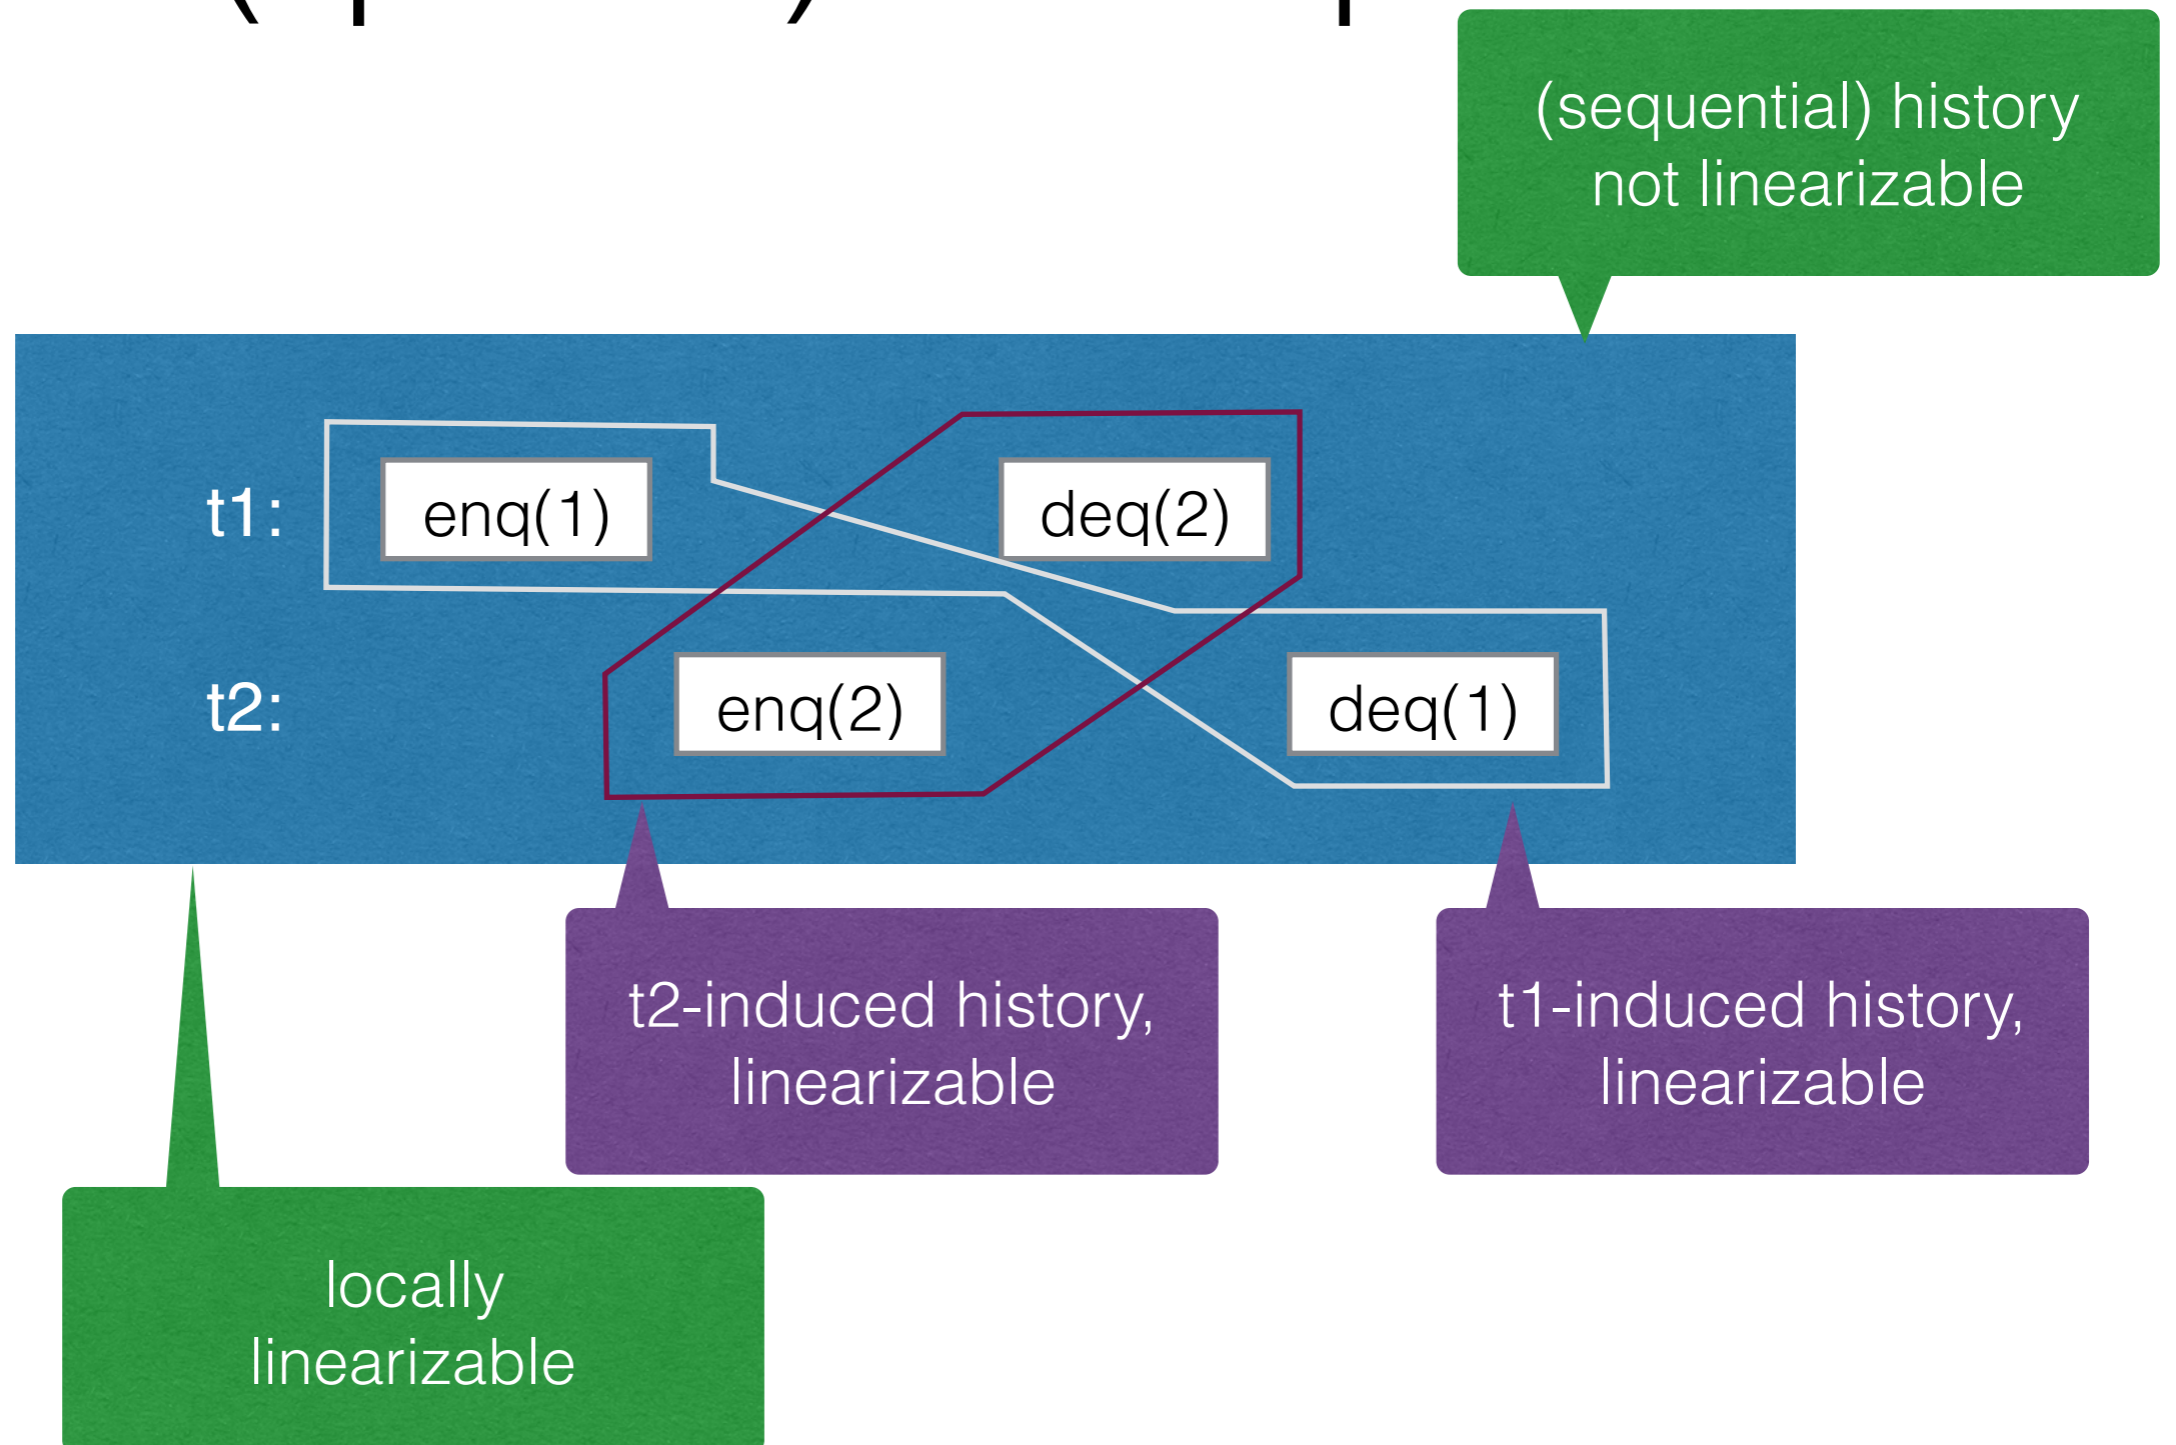 (sequential) history
not linearizable
t1: enq(1) deq(2)
t2: enq(2) deq(1)
t2-induced history,
linearizable
t1-induced history,
linearizable
locally
linearizable